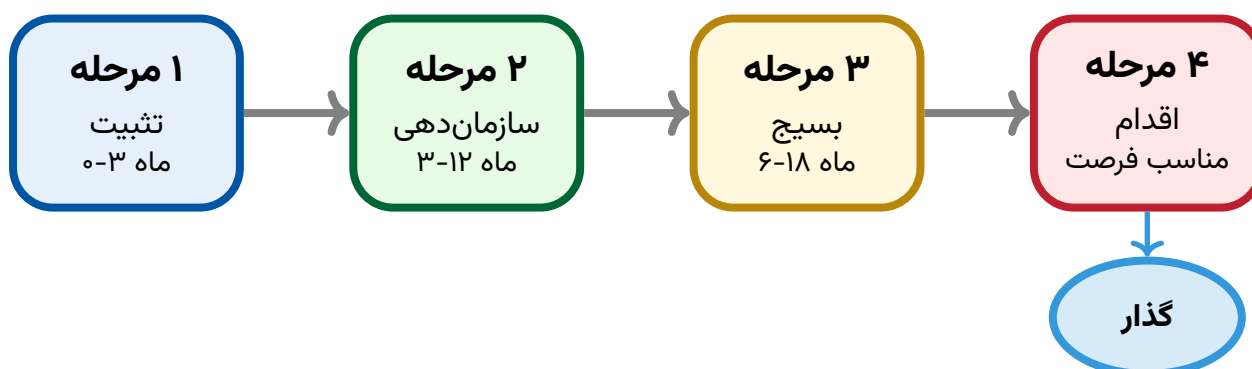 ۱ مرحله
تثبیت
ماه ۰-۳
۲ مرحله
سازمان‌دهی
ماه ۳-۱۲
۳ مرحله
بسیج
ماه ۶-۱۸
۴ مرحله
اقدام
مناسب فرصت
گذار